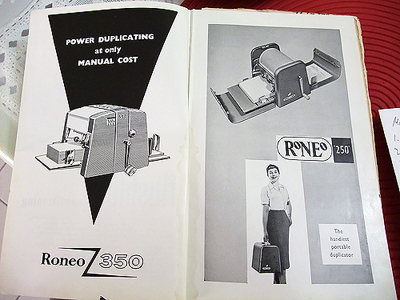 POWER DUPLICATING
at only
MANUAL COST
Roneo 350
RONEO 250
The
handiest
portable
duplicator